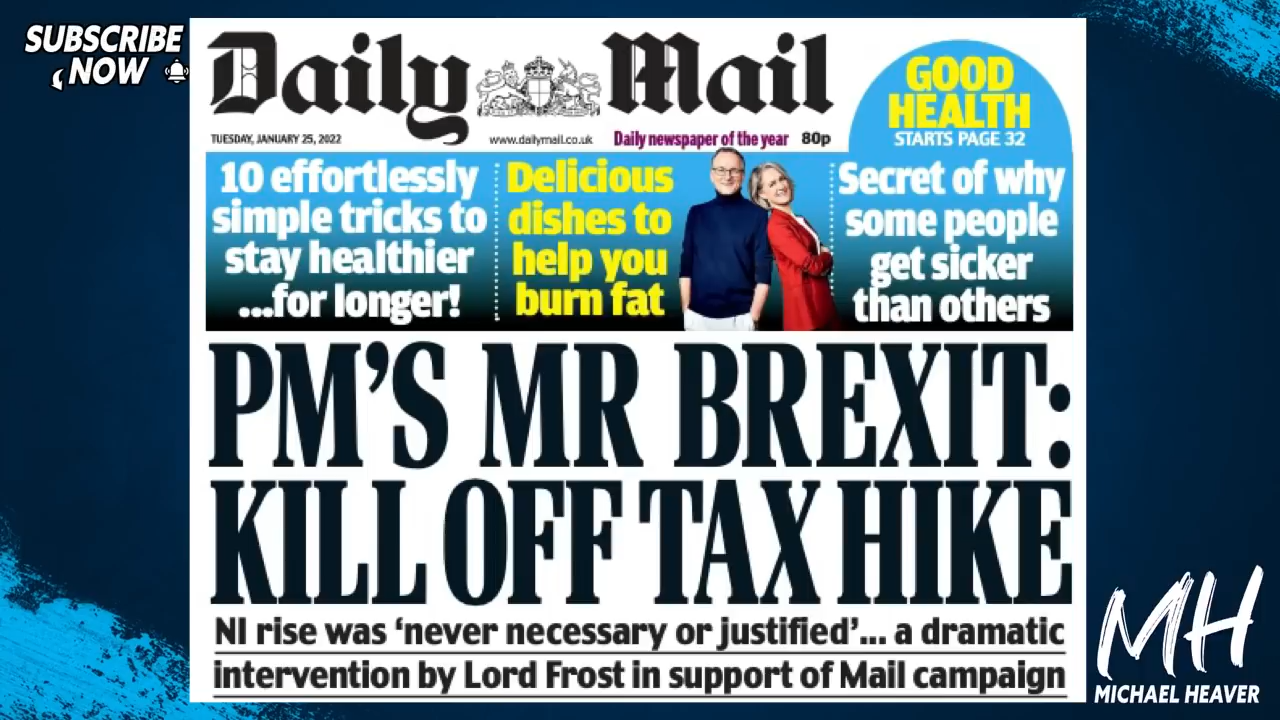 SUBSCRIBE
NOW
Daily Mail
TUESDAY, JANUARY 25, 2022
www.dailymail.co.uk
Daily newspaper of the year
80p
GOOD
HEALTH
STARTS PAGE 32
10 effortlessly
simple tricks to
stay healthier
...for longer!
Delicious
dishes to
help you
burn fat
Secret of why
some people
get sicker
than others
PM'S MR BREXIT:
KILL OFF TAX HIKE
NI rise was 'never necessary or justified'... a dramatic
intervention by Lord Frost in support of Mail campaign
MH
MICHAEL HEAVER